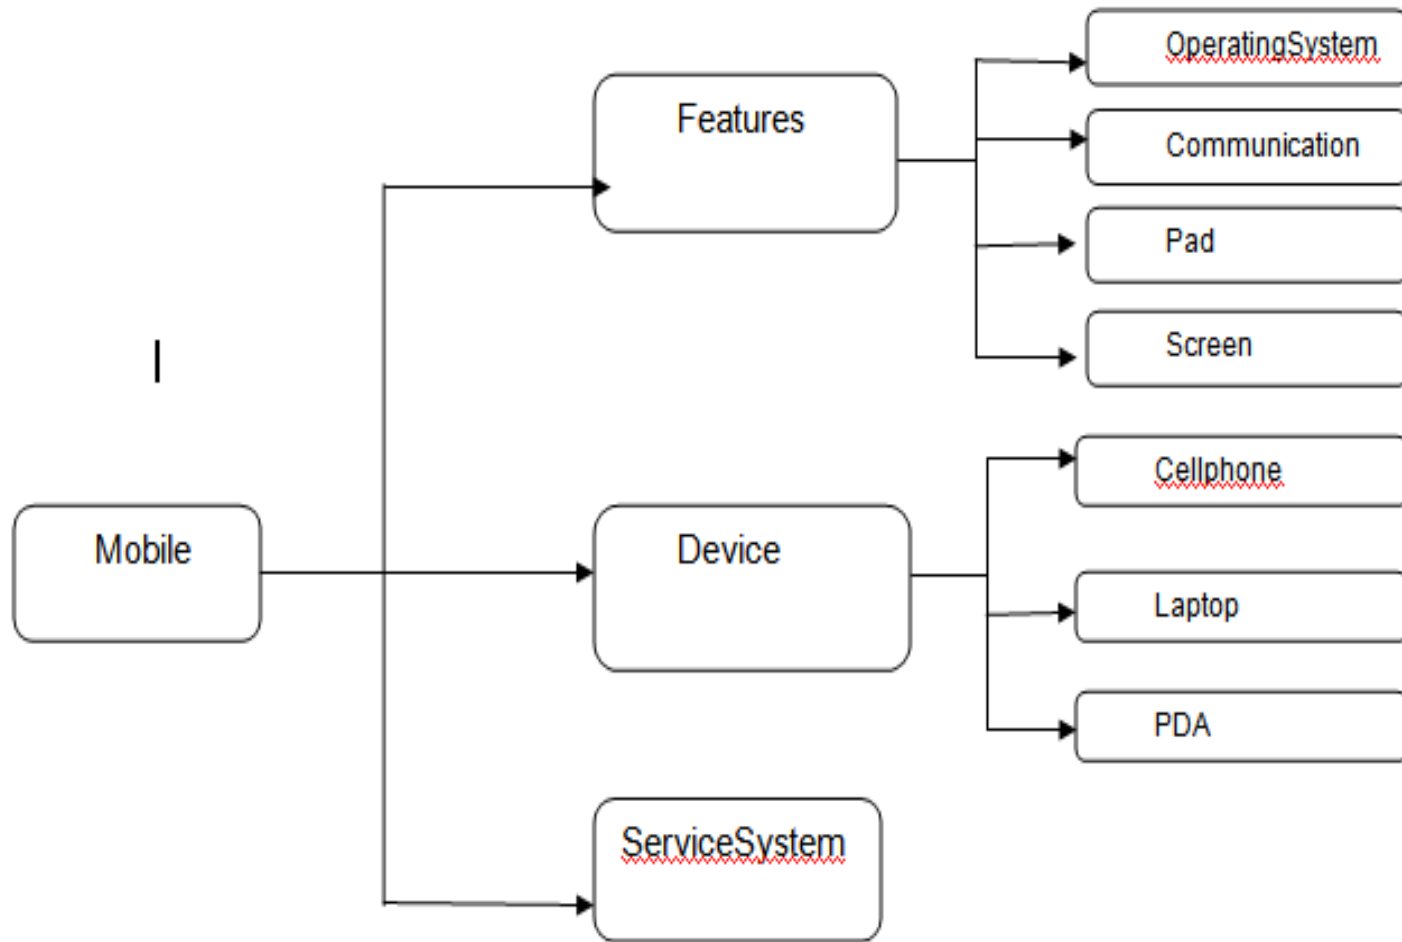 OperatingSystem
Features
Communication
Pad
Screen
Cellphone
Mobile
Device
Laptop
PDA
ServiceSystem